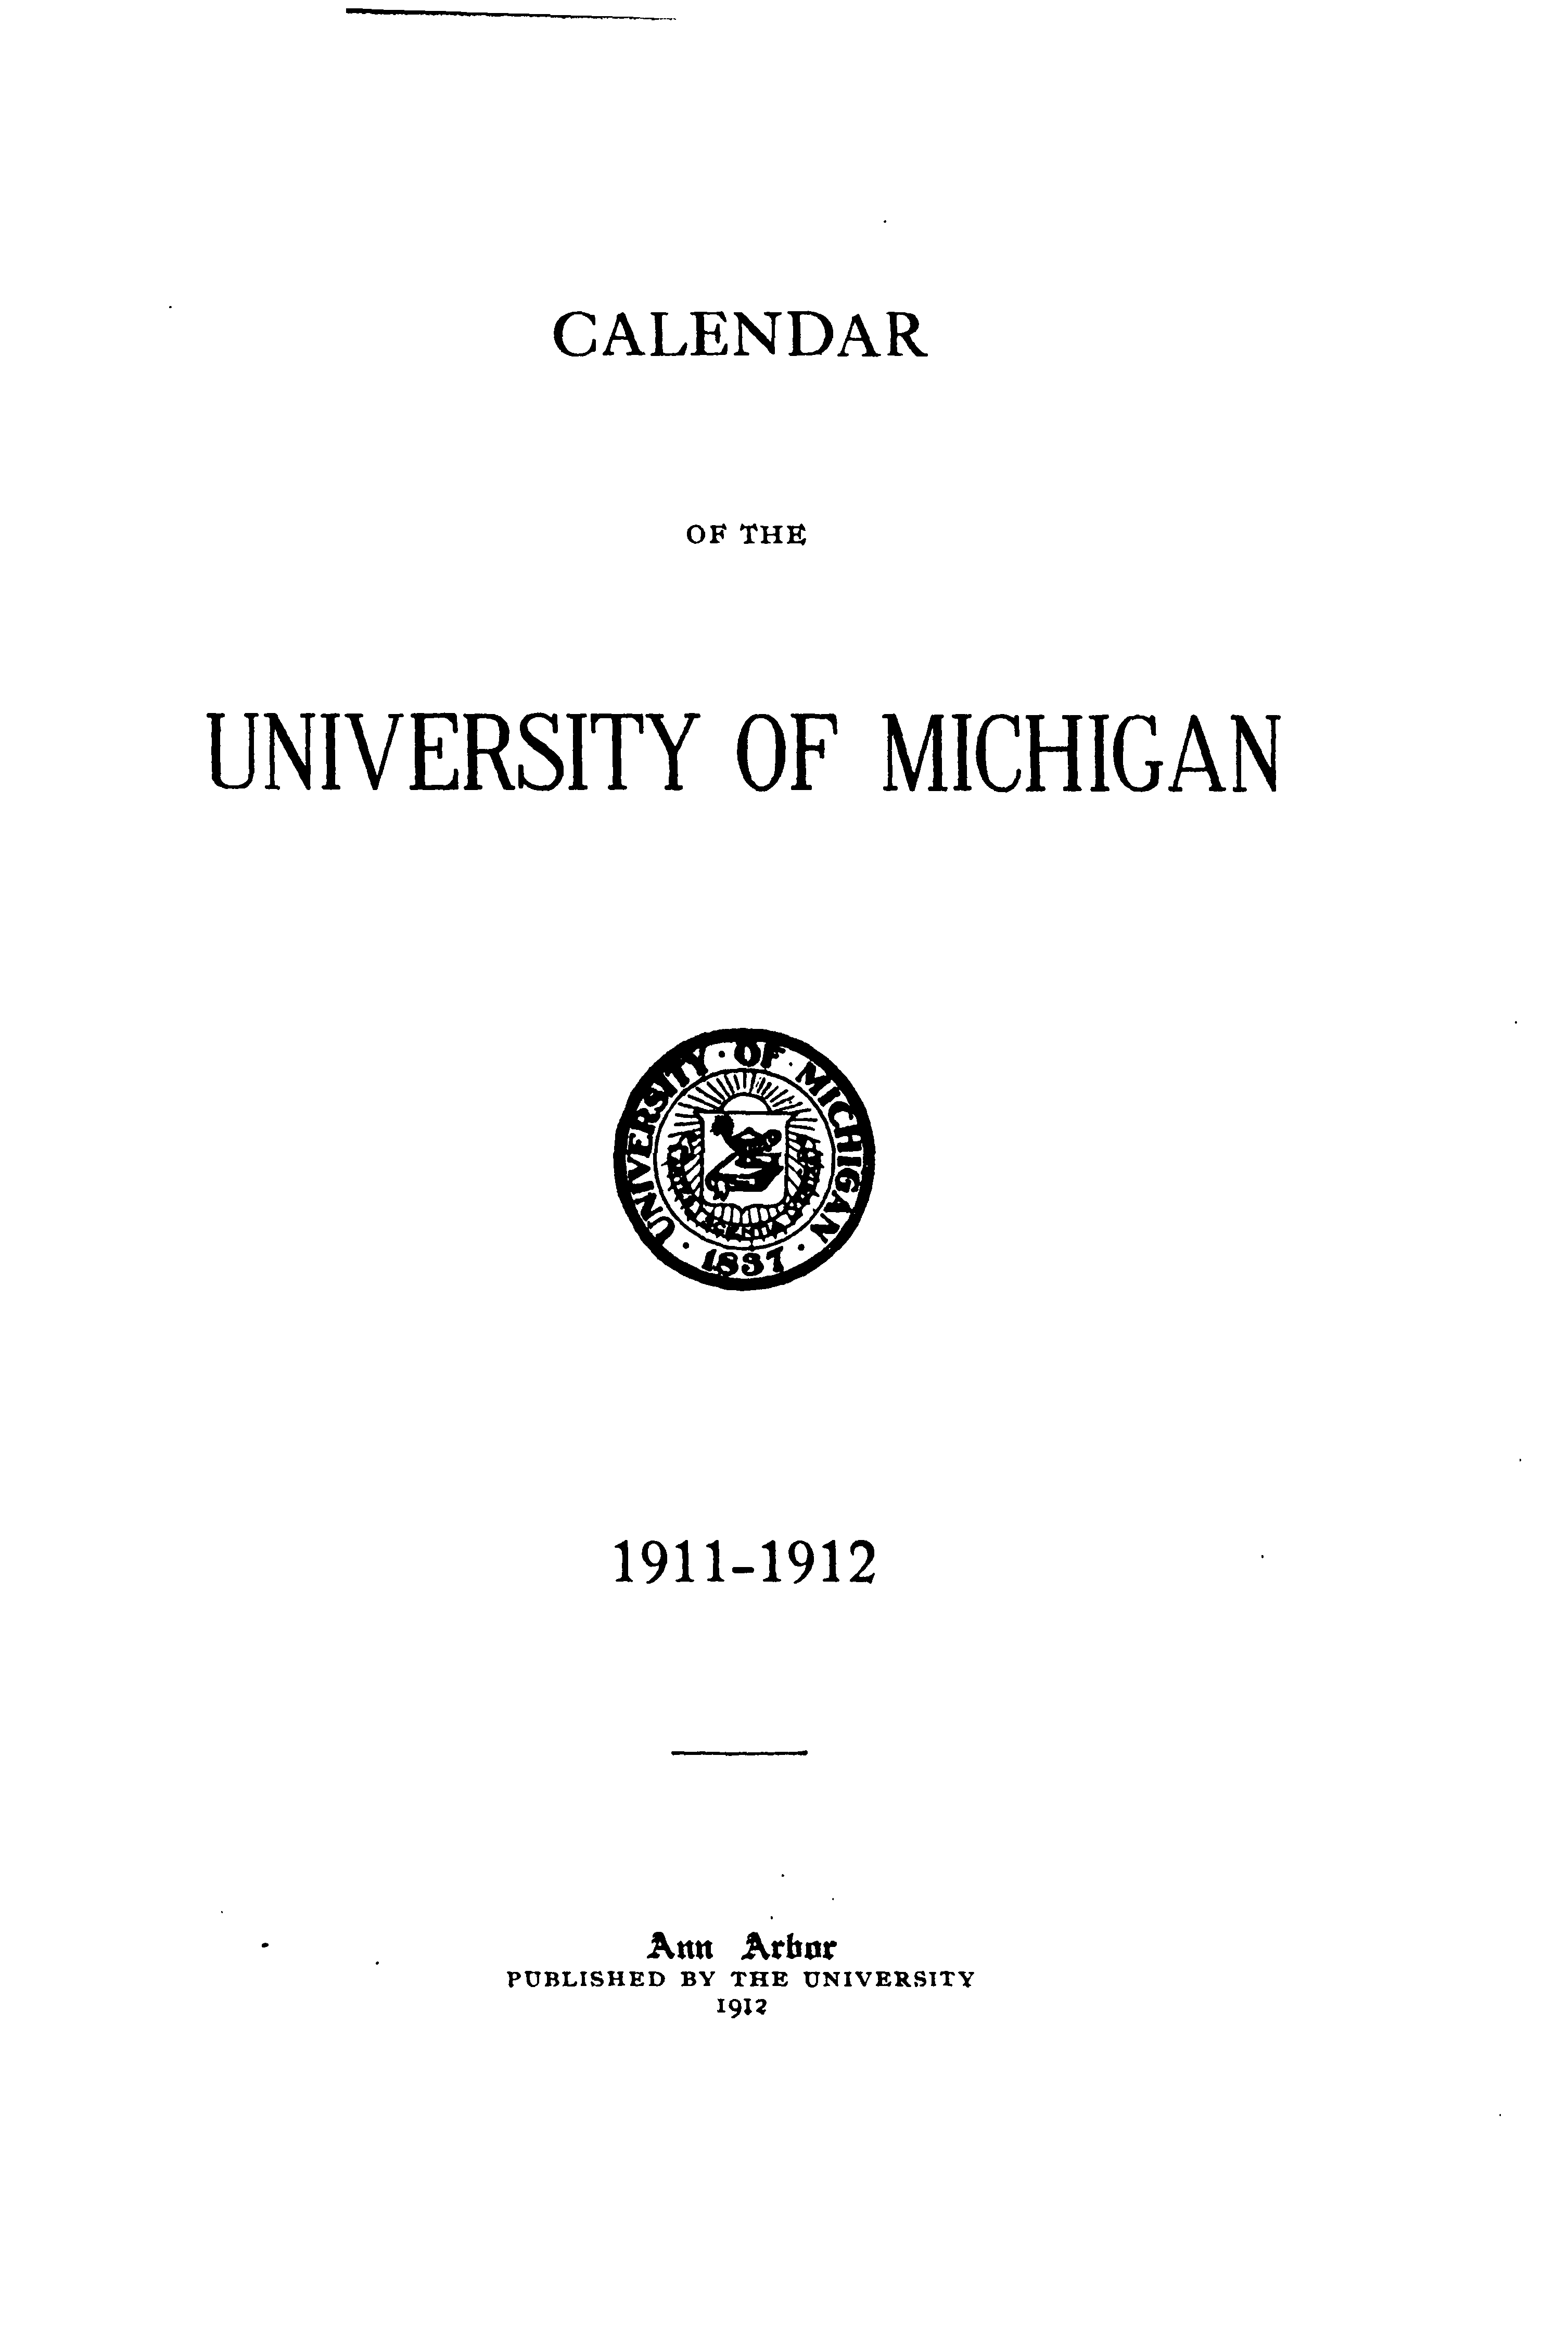 CALENDAR
OF THE
UNIVERSITY OF MICHIGAN
UNIVERSITY · OF · MICHIGAN
· 1837 ·
1911-1912
Ann Arbor
PUBLISHED BY THE UNIVERSITY
1912